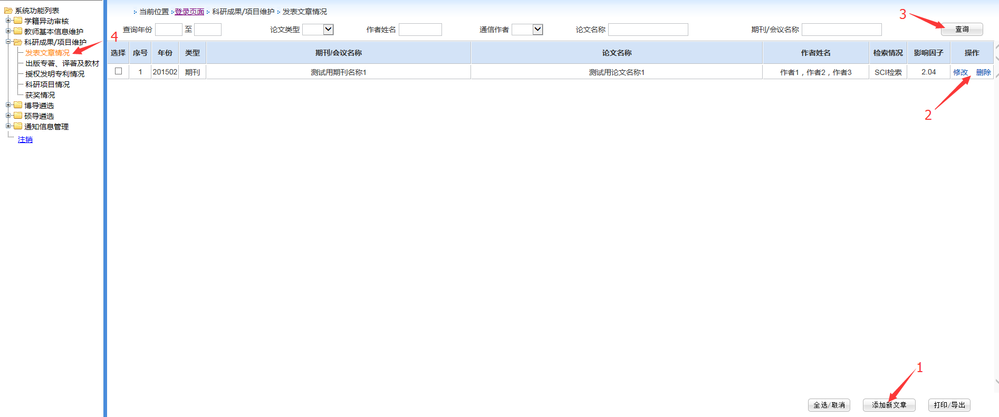 系统功能列表
学籍异动审核
教师基本信息维护
科研成果/项目维护
发表文章情况
出版专著、译著及教材
授权发明专利情况
科研项目情况
获奖情况
博导遴选
硕导遴选
通知信息管理
注销
4
当前位置 登录页面 科研成果/项目维护 发表文章情况
查询年份 至 论文类型 作者姓名 通信作者 论文名称 期刊/会议名称 查询
3
选择 序号 年份 类型 期刊/会议名称 论文名称 作者姓名 检索情况 影响因子 操作
1 201502 期刊 测试用期刊名称1 测试用论文名称1 作者1，作者2，作者3 SCI检索 2.04 修改 删除
2
1
全选/取消 添加新文章 打印/导出